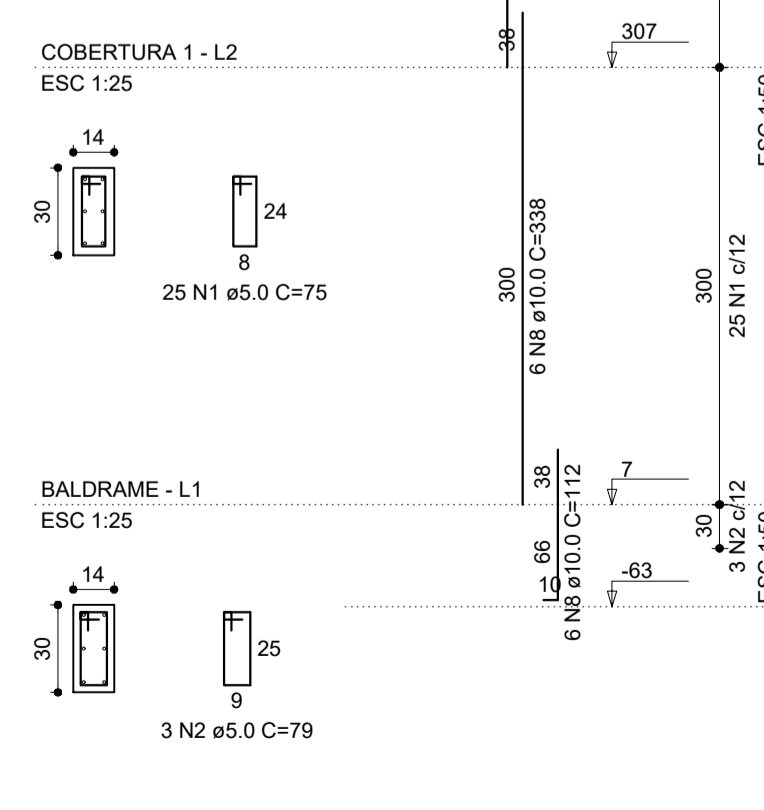 38
307
COBERTURA 1 - L2
ESC 1:25
14
30
24
8
25 N1 ø5.0 C=75
300
6 N8 ø10.0 C=338
300
25 N1 c/12
BALDRAME - L1
ESC 1:25
38
66
10
6 N8 ø10.0 C=112
7
30
3 N2 c/12
-63
14
30
25
9
3 N2 ø5.0 C=79